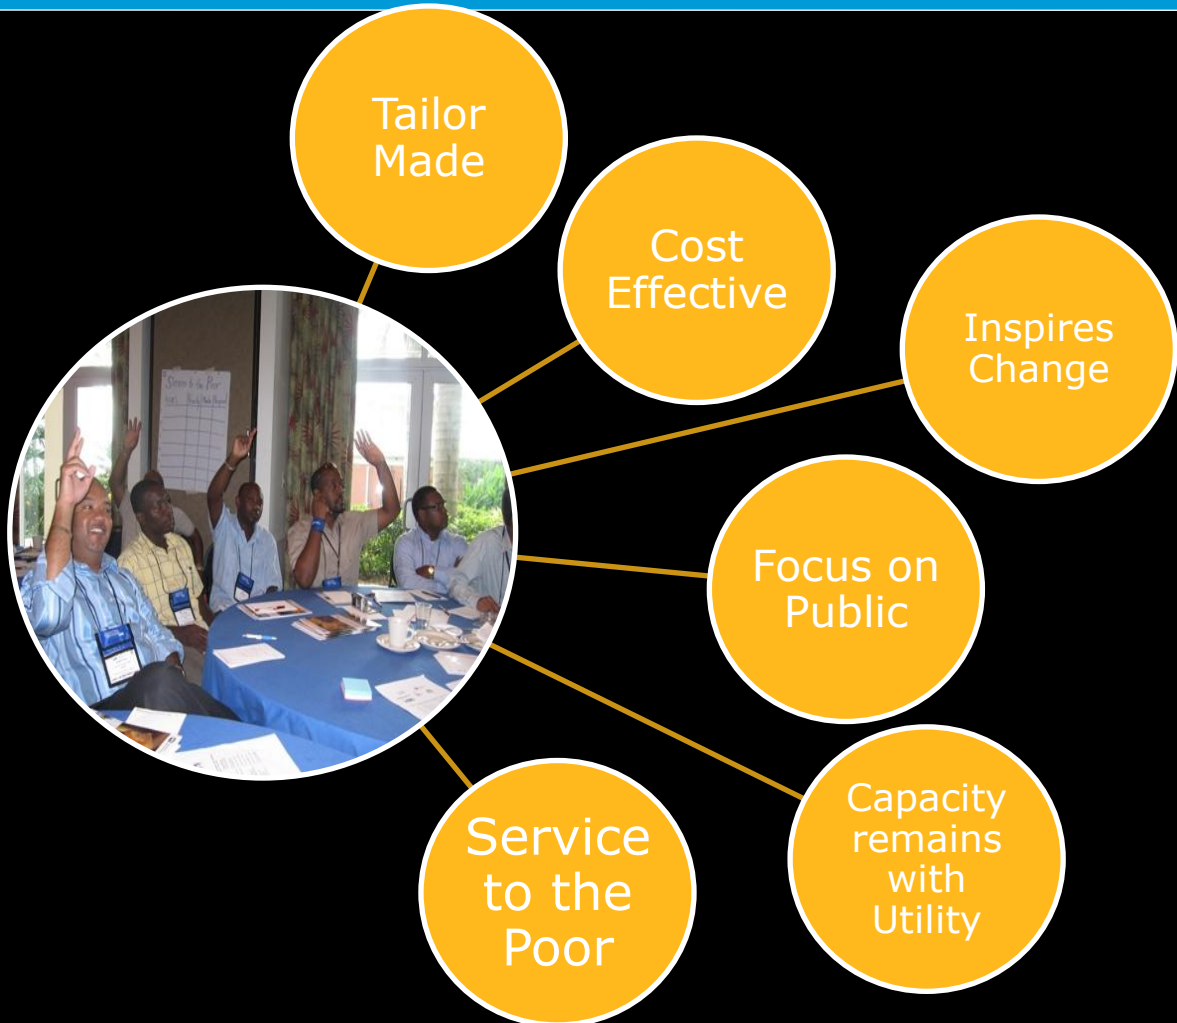 Tailor
Made
Cost
Effective
Inspires
Change
Focus on
Public
Capacity
remains
with
Utility
Service
to the
Poor